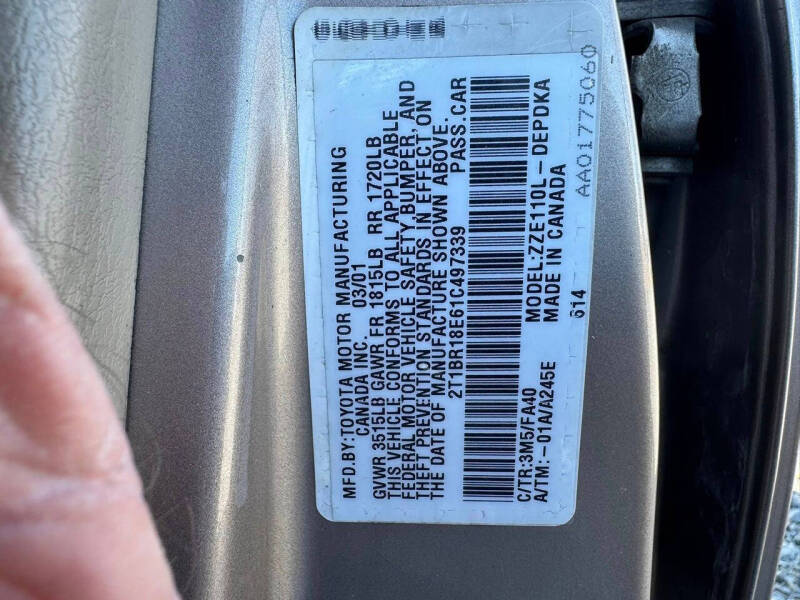 MFD.BY:TOYOTA MOTOR MANUFACTURING
CANADA INC. 03/01
GVWR 3515LB GAWR: FR 1815LB RR 1720LB
THIS VEHICLE CONFORMS TO ALL APPLICABLE
FEDERAL MOTOR VEHICLE SAFETY,BUMPER, AND
THEFT PREVENTION STANDARDS IN EFFECT ON
THE DATE OF MANUFACTURE SHOWN ABOVE.
2T1BR18E61C497339 PASS.CAR
C/TR:3M5/FA40 MODEL:ZZE110L-DEPDKA
A/TM:-01A/A245E MADE IN CANADA
614 AA01775060